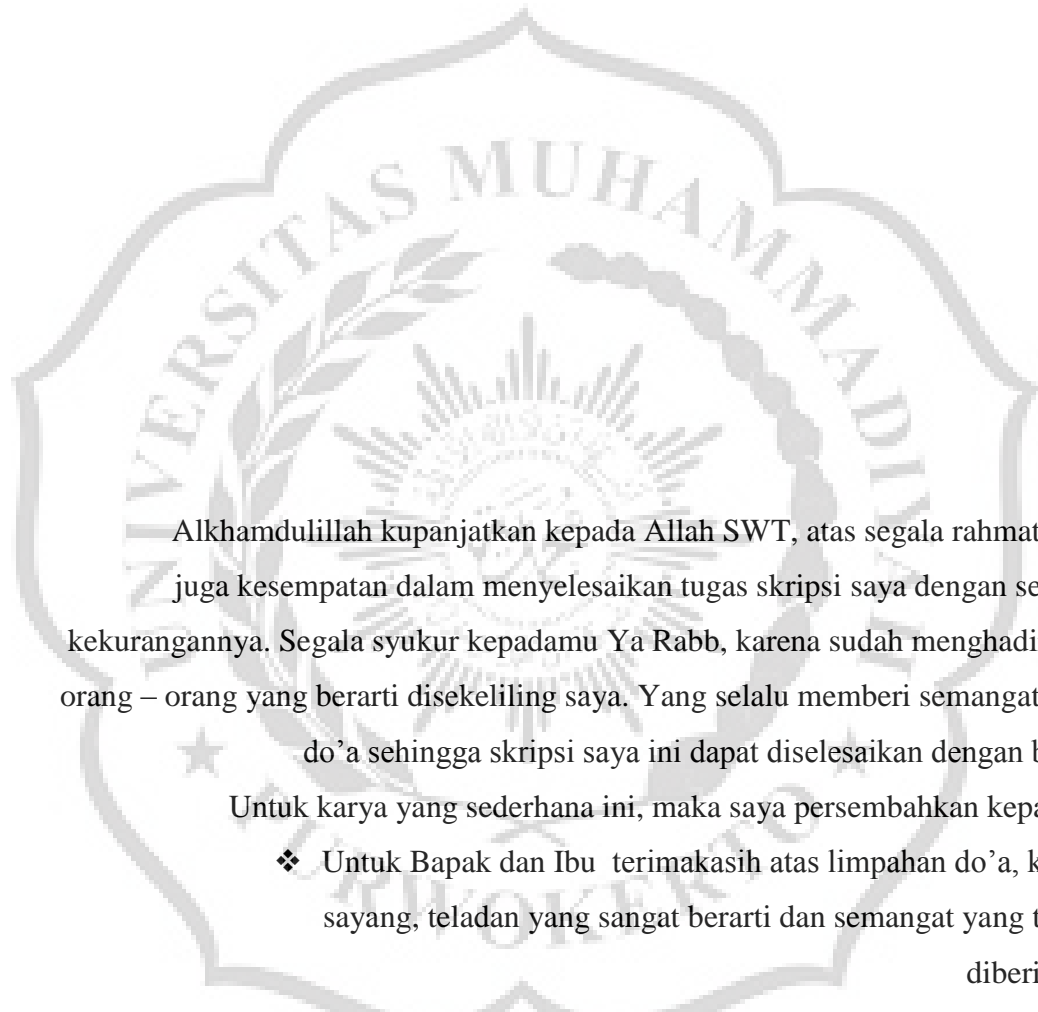 UNIVERSITAS MUHAMMADIYAH
Alkhamdulillah kupanjatkan kepada Allah SWT, atas segala rahmat
juga kesempatan dalam menyelesaikan tugas skripsi saya dengan se
kekurangannya. Segala syukur kepadamu Ya Rabb, karena sudah menghadi
orang – orang yang berarti disekeliling saya. Yang selalu memberi semangat
do’a sehingga skripsi saya ini dapat diselesaikan dengan b
Untuk karya yang sederhana ini, maka saya persembahkan kepa
❖ Untuk Bapak dan Ibu terimakasih atas limpahan do’a, k
sayang, teladan yang sangat berarti dan semangat yang t
diberi
★ PURWOKERTO ★